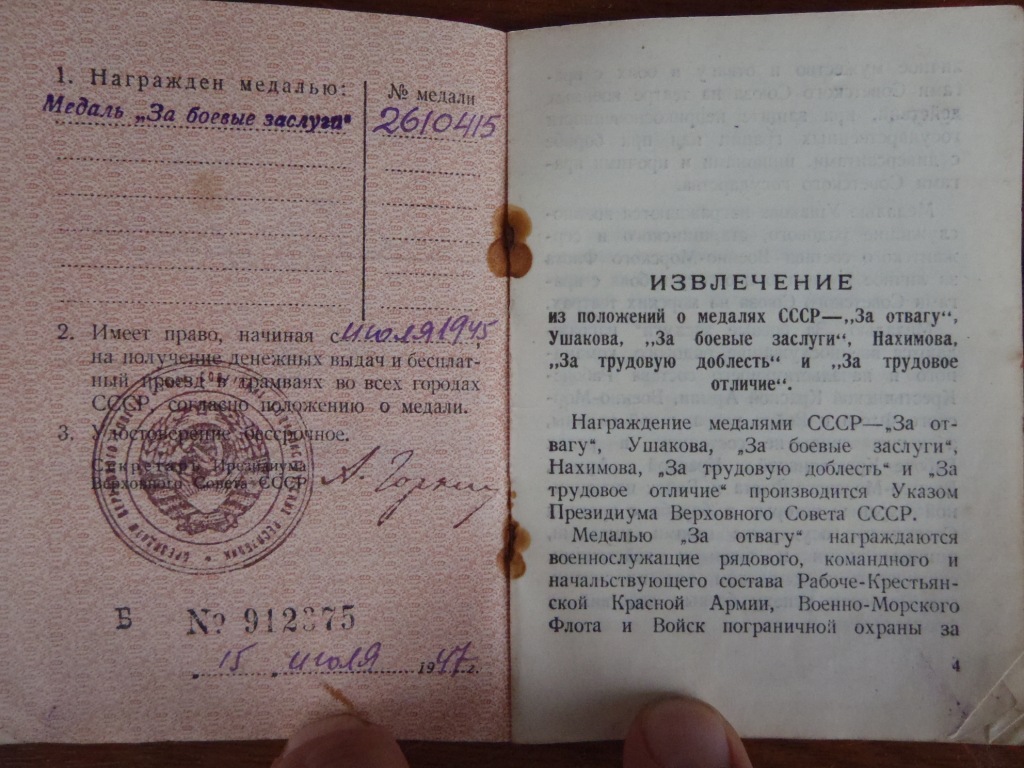 1. Награжден медалью:
Медаль „За боевые заслуги“
№ медали
2610415
2. Имеет право, начиная с июля 1945,
на получение денежных выдач и бесплат-
ный проезд в трамваях во всех городах
СССР, согласно положению о медали.
3. Удостоверение бессрочное.
Секретарь Президиума
Верховного Совета СССР
А. Горкин
Б № 912375
„15 „ июля 1947 г.
ИЗВЛЕЧЕНИЕ
из положений о медалях СССР—„За отвагу“,
Ушакова, „За боевые заслуги“, Нахимова,
„За трудовую доблесть“ и „За трудовое
отличие“.
Награждение медалями СССР—„За от-
вагу“, Ушакова, „За боевые заслуги“,
Нахимова, „За трудовую доблесть“ и „За
трудовое отличие“ производится Указом
Президиума Верховного Совета СССР.
Медалью „За отвагу“ награждаются
военнослужащие рядового, командного и
начальствующего состава Рабоче-Крестьян-
ской Красной Армии, Военно-Морского
Флота и Войск пограничной охраны за
4